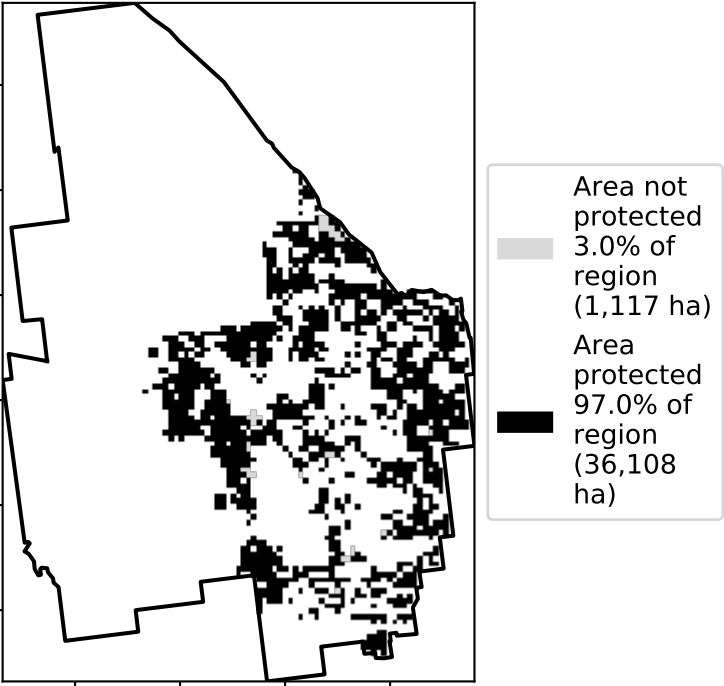 Area not
protected
3.0% of
region
(1,117 ha)
Area
protected
97.0% of
region
(36,108
ha)